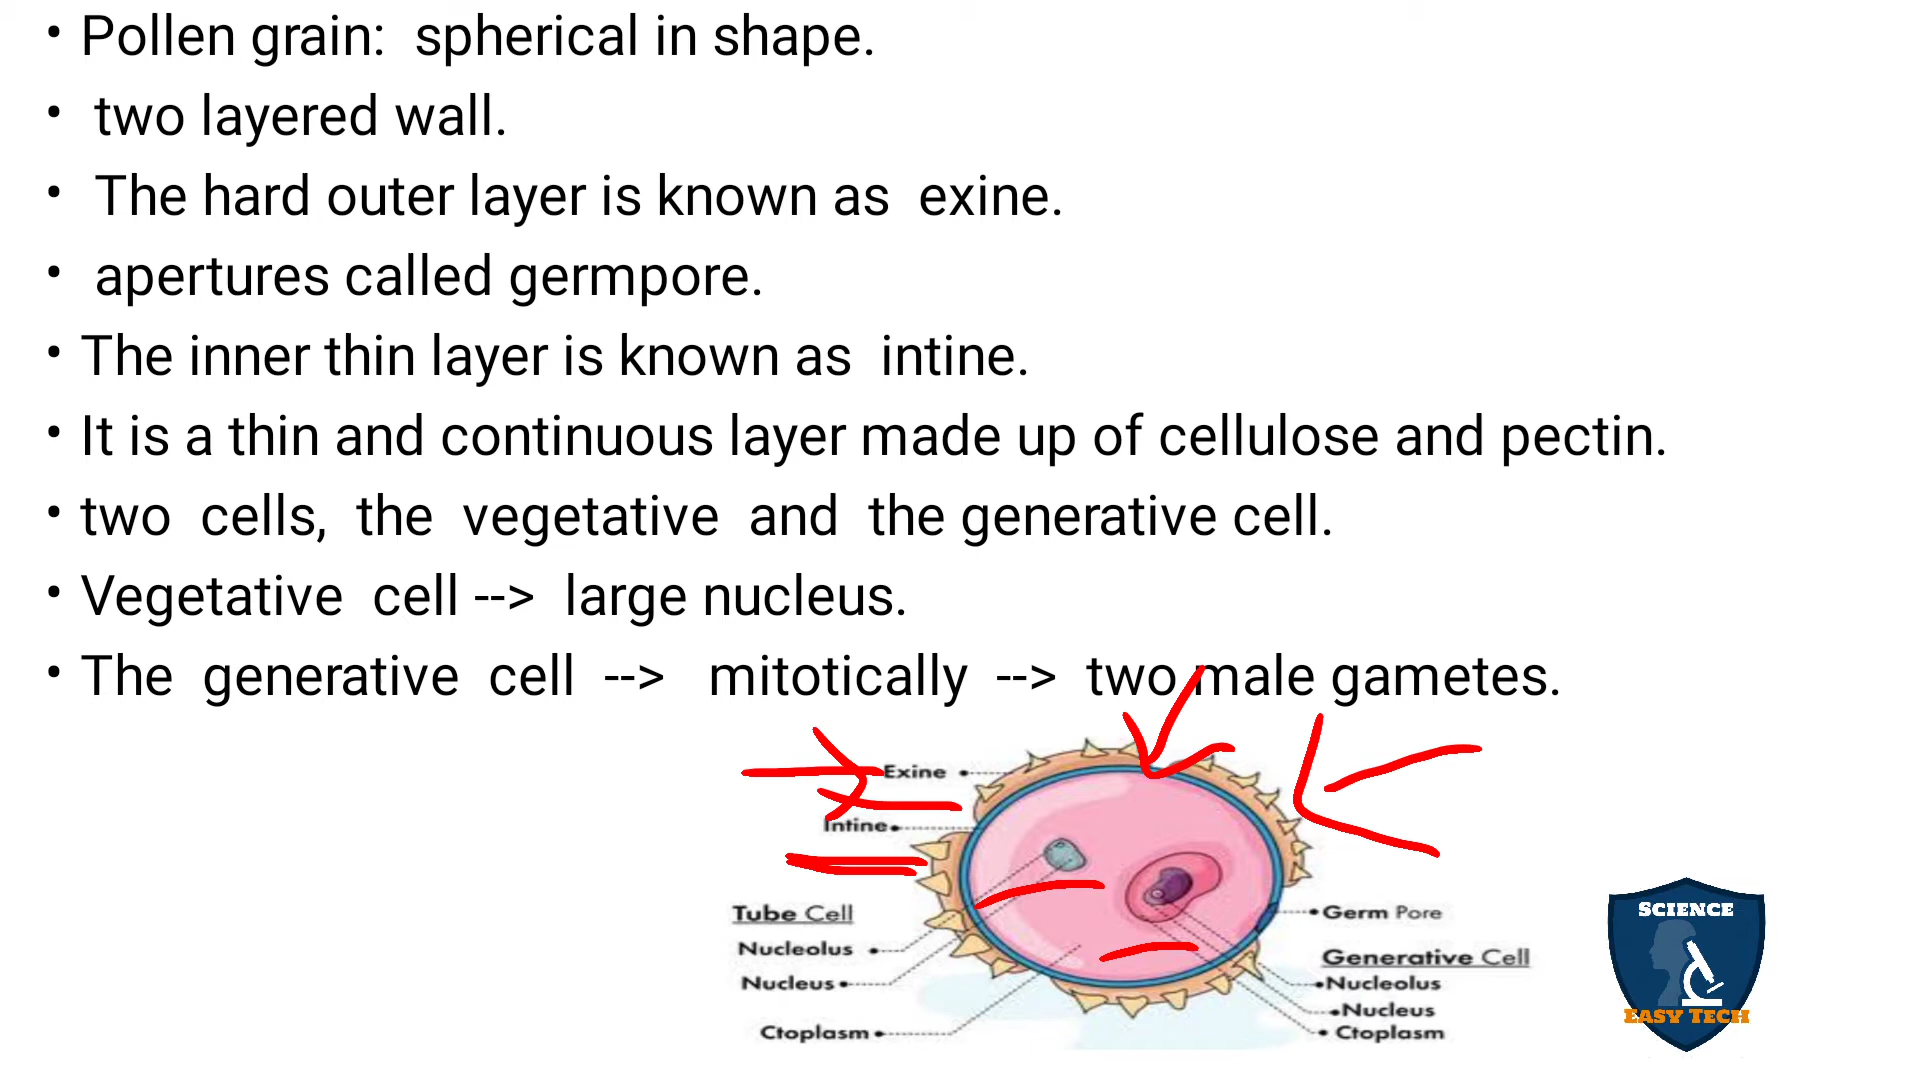 • Pollen grain:  spherical in shape.
•  two layered wall.
•  The hard outer layer is known as  exine.
•  apertures called germpore.
• The inner thin layer is known as  intine.
• It is a thin and continuous layer made up of cellulose and pectin.
• two  cells,  the  vegetative  and  the generative cell.
• Vegetative  cell -->  large nucleus.
• The  generative  cell  -->   mitotically  -->  two male gametes.
Exine
Intine
Tube Cell
Nucleolus
Nucleus
Ctoplasm
Germ Pore
Generative Cell
Nucleolus
Nucleus
Ctoplasm
SCIENCE
EASY TECH